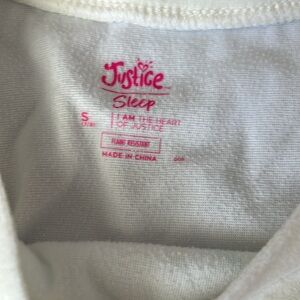 Justice
Sleep
S
I AM THE HEART
OF JUSTICE
FLAME RESISTANT
MADE IN CHINA